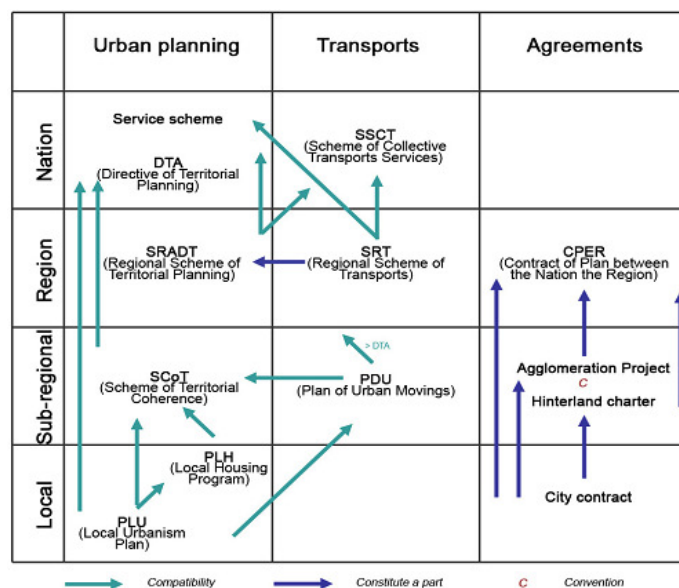 Urban planning
Transports
Agreements
Nation
Service scheme
DTA
(Directive of Territorial
Planning)
SSCT
(Scheme of Collective
Transports Services)
Region
SRADT
(Regional Scheme of
Territorial Planning)
SRT
(Regional Scheme of
Transports)
CPER
(Contract of Plan between
the Nation the Region)
Sub-regional
SCoT
(Scheme of Territorial
Coherence)
> DTA
PDU
(Plan of Urban Movings)
Agglomeration Project
C
Hinterland charter
Local
PLH
(Local Housing
Program)
PLU
(Local Urbanism
Plan)
City contract
Compatibility
Constitute a part
C
Convention